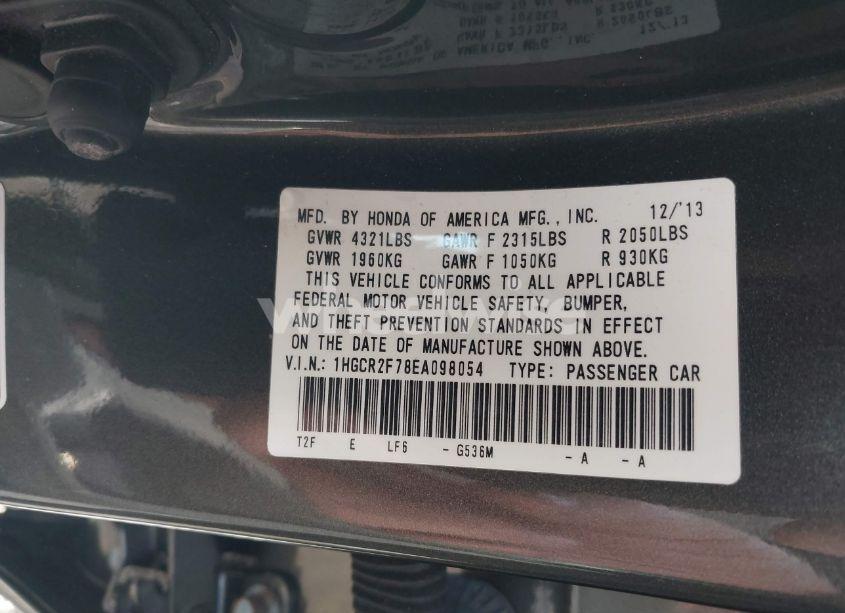 MFD. BY HONDA OF AMERICA MFG., INC. 12/'13
GVWR 4321LBS GAWR F 2315LBS R 2050LBS
GVWR 1960KG GAWR F 1050KG R 930KG
THIS VEHICLE CONFORMS TO ALL APPLICABLE
FEDERAL MOTOR VEHICLE SAFETY, BUMPER,
AND THEFT PREVENTION STANDARDS IN EFFECT
ON THE DATE OF MANUFACTURE SHOWN ABOVE.
V.I.N.: 1HGCR2F78EA098054 TYPE: PASSENGER CAR
T2F E LF6 - G536M - A - A